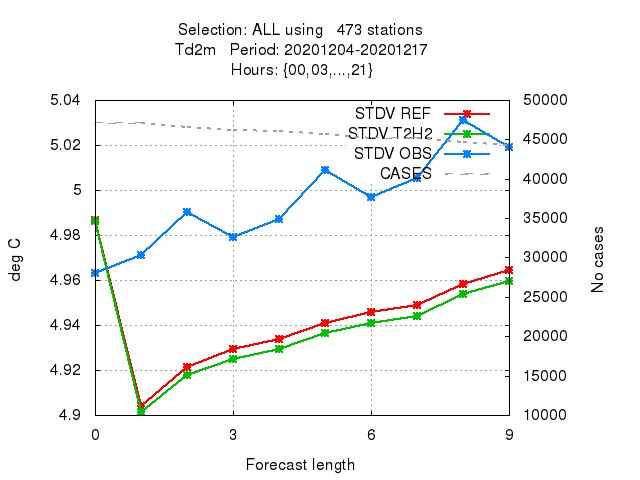 Selection: ALL using   473 stations
Td2m   Period: 20201204-20201217
Hours: {00,03,...,21}
5.04
5.02
5
4.98
4.96
4.94
4.92
4.9
deg C
STDV REF
STDV T2H2
STDV OBS
CASES
50000
45000
40000
35000
30000
25000
20000
15000
10000
No cases
0 3 6 9
Forecast length